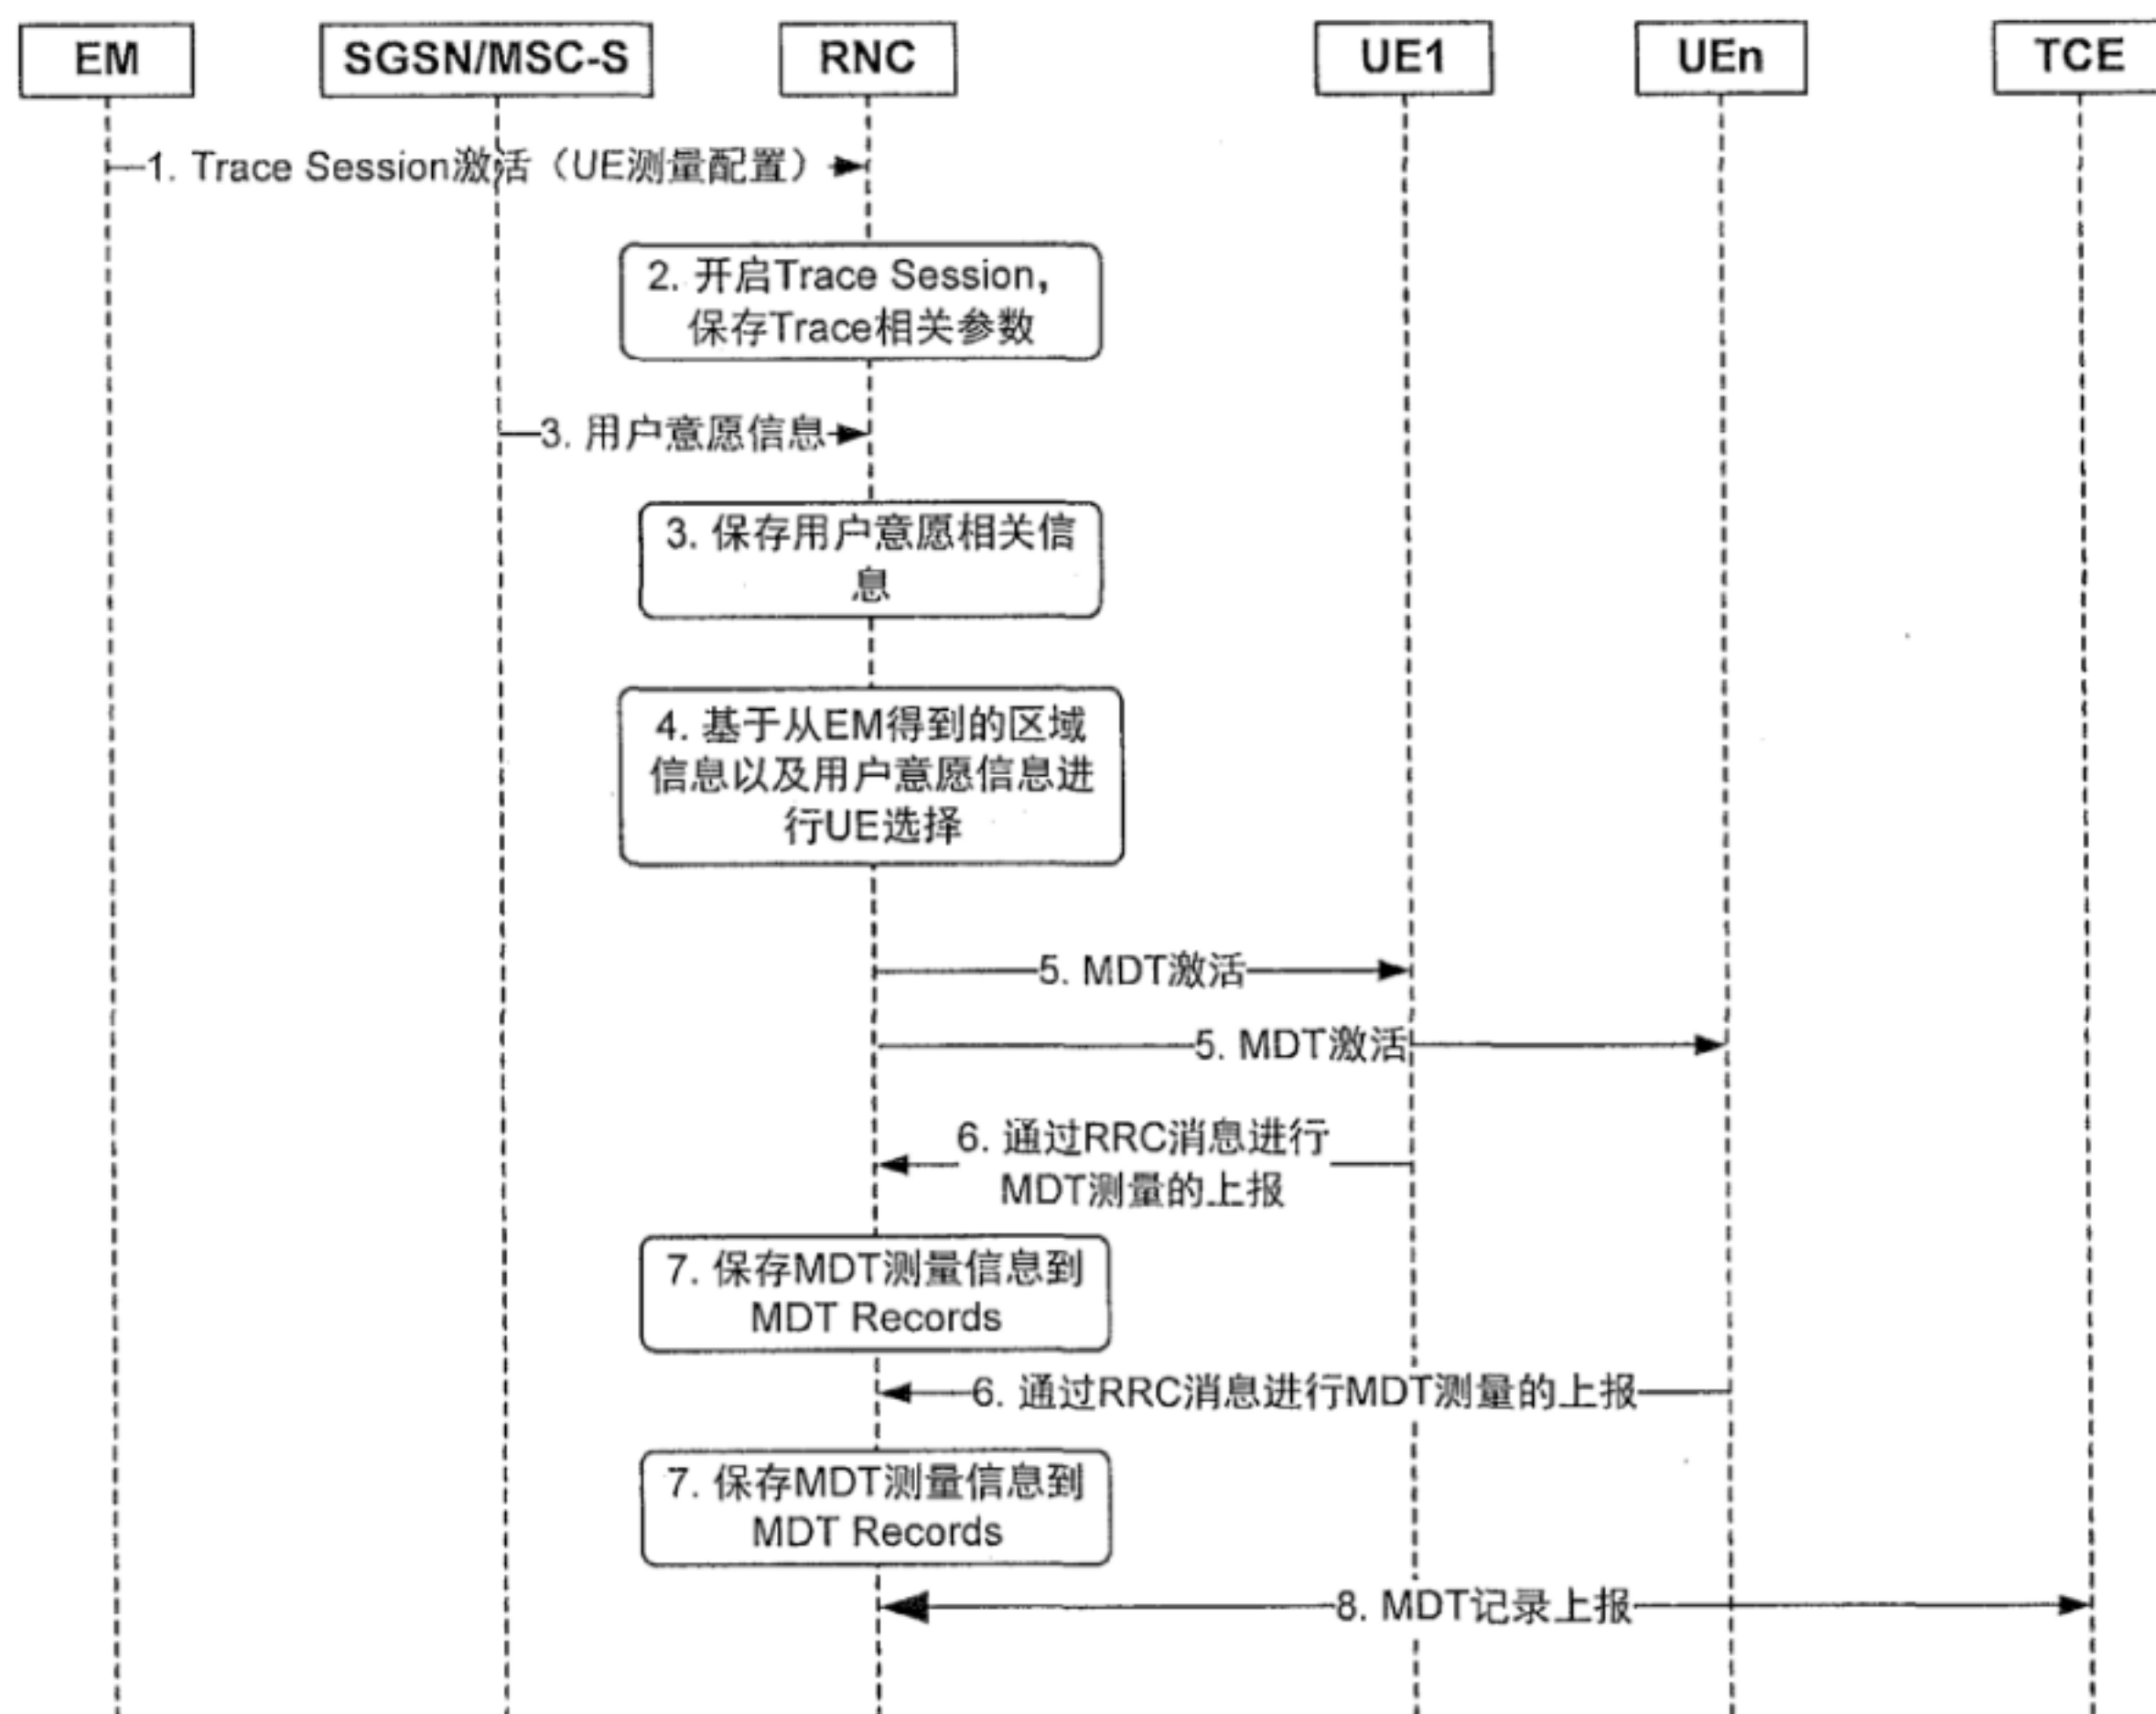 EM
SGSN/MSC-S
RNC
UE1
UEn
TCE
1. Trace Session激活（UE测量配置）
2. 开启Trace Session，
保存Trace相关参数
3. 用户意愿信息
3. 保存用户意愿相关信
息
4. 基于从EM得到的区域
信息以及用户意愿信息进
行UE选择
5. MDT激活
5. MDT激活
6. 通过RRC消息进行
MDT测量的上报
7. 保存MDT测量信息到
MDT Records
6. 通过RRC消息进行MDT测量的上报
7. 保存MDT测量信息到
MDT Records
8. MDT记录上报